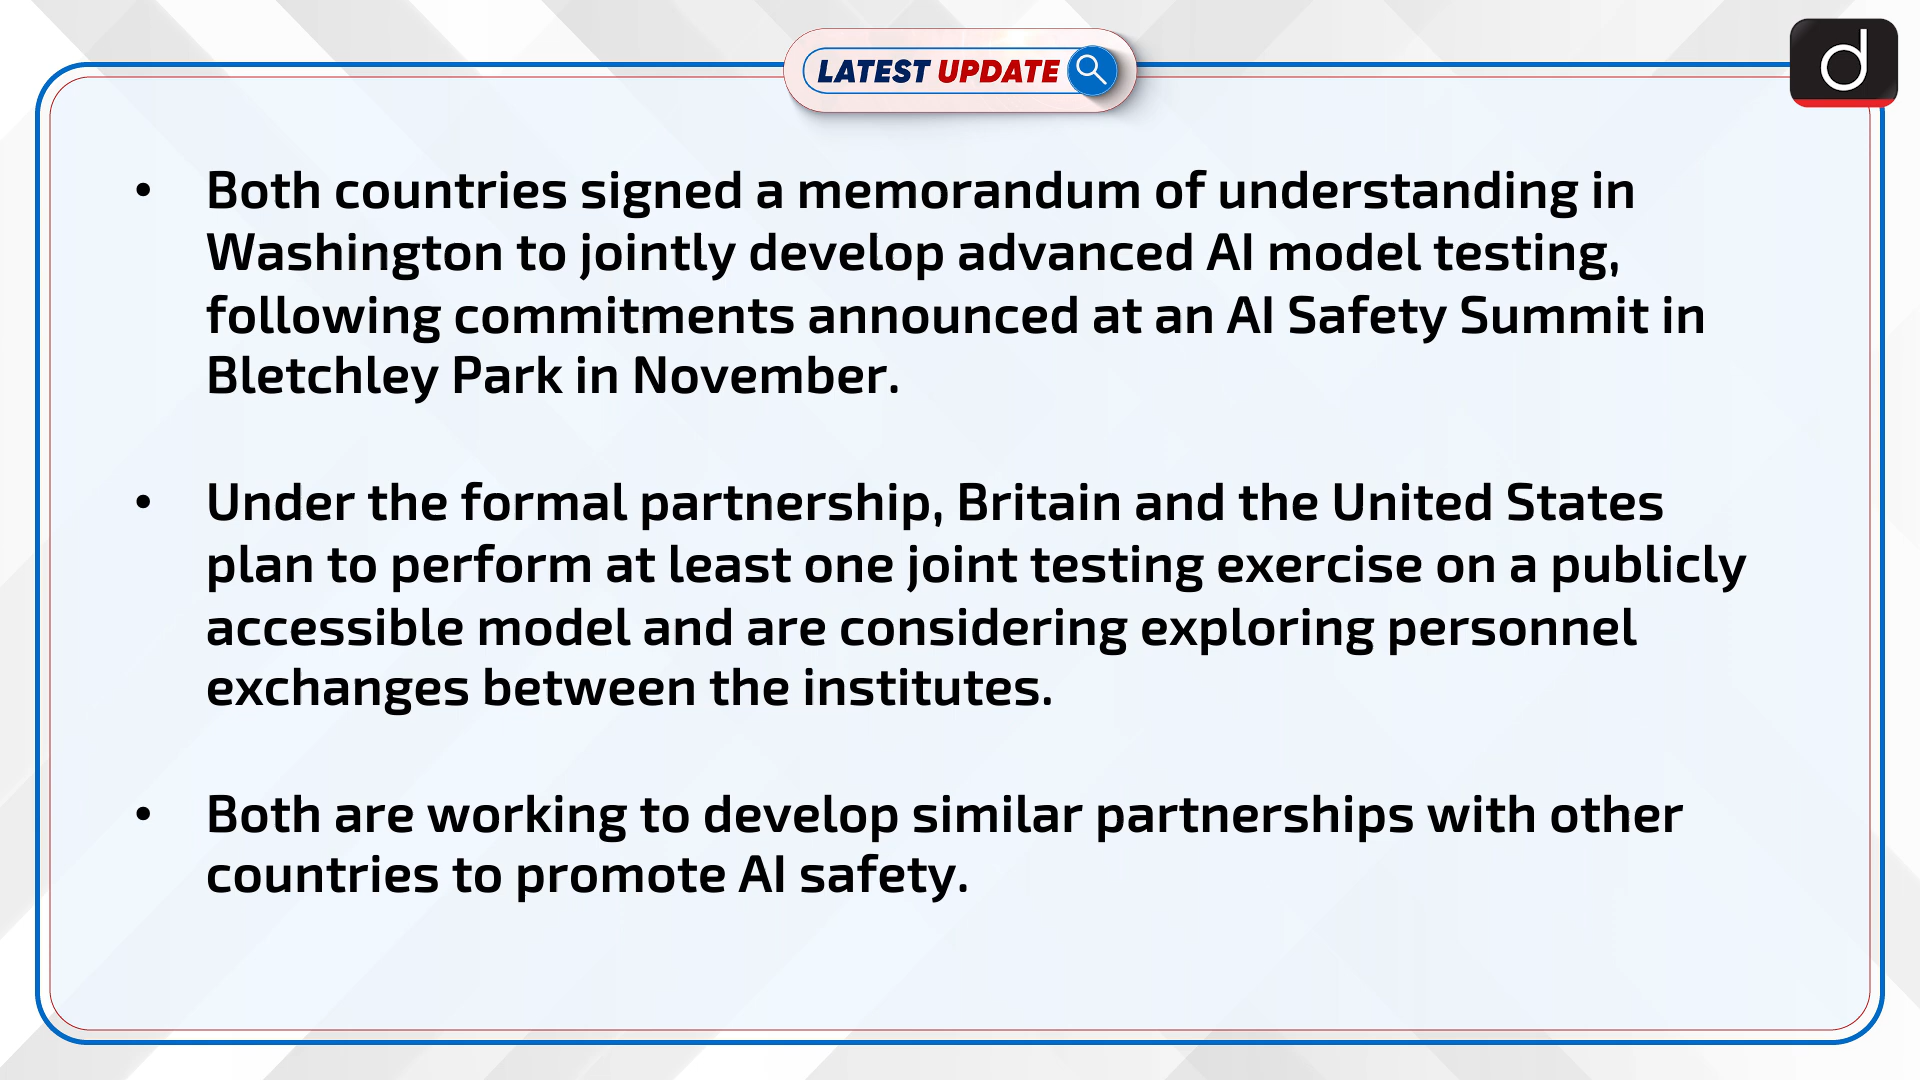 LATEST UPDATE
d
• Both countries signed a memorandum of understanding in
Washington to jointly develop advanced AI model testing,
following commitments announced at an AI Safety Summit in
Bletchley Park in November.
• Under the formal partnership, Britain and the United States
plan to perform at least one joint testing exercise on a publicly
accessible model and are considering exploring personnel
exchanges between the institutes.
• Both are working to develop similar partnerships with other
countries to promote AI safety.